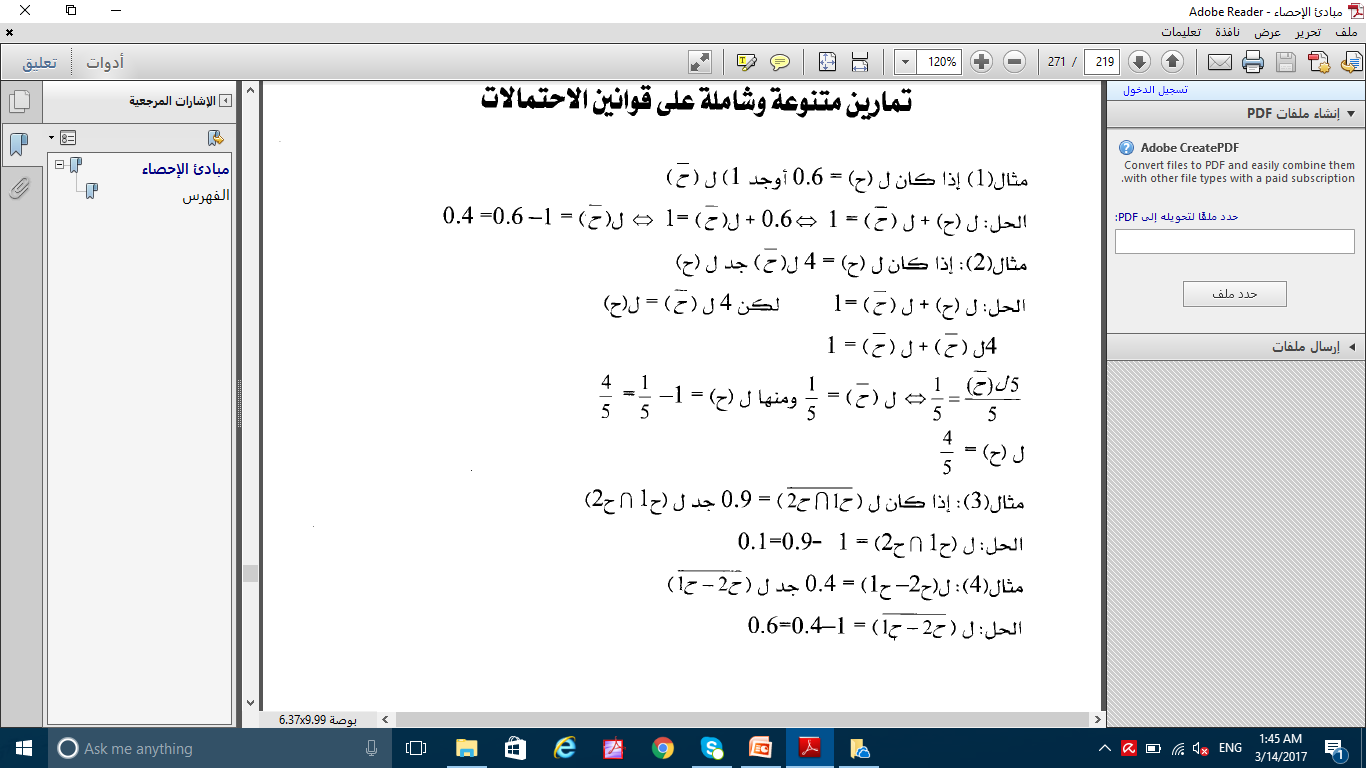 مبادئ الإحصاء - Adobe Reader
ملف تحرير عرض نافذة تعليمات
219 / 271
120%
أدوات
تعليق
الإشارات المرجعية
مبادئ الإحصاء
الفهرس
تسجيل الدخول
إنشاء ملفات PDF
Adobe CreatePDF
Convert files to PDF and easily combine them
with other file types with a paid subscription.
حدد ملفًا لتحويله إلى PDF:
حدد ملف
إرسال ملفات
تمارين متنوعة وشاملة على قوانين الاحتمالات
مثال(1) إذا كان ل (ح) = 0.6 أوجد 1) ل (ح̅)
الحل: ل (ح) + ل (ح̅) = 1 ⇔ 0.6 + ل(ح̅) =1 ⇔ ل(ح̅) = 1– 0.6= 0.4
مثال(2): إذا كان ل (ح) = 4 ل(ح̅) جد ل (ح)
الحل: ل (ح) + ل (ح̅) =1 لكن 4 ل (ح̅) = ل(ح)
4ل (ح̅) + ل (ح̅) = 1
5ل(ح̅)/5 = 1/5 ⇔ ل (ح̅) = 1/5 ومنها ل (ح) = 1– 1/5 = 4/5
ل (ح) = 4/5
مثال(3): إذا كان ل (‾ح1 ∩ ح2‾) = 0.9 جد ل (ح1 ∩ ح2)
الحل: ل (ح1 ∩ ح2) = 1 -0.9=0.1
مثال(4): ل(ح2– ح1) = 0.4 جد ل (‾ح2 – ح1‾)
الحل: ل (‾ح2 – ح1‾) = 1–0.4=0.6
6.37x9.99 بوصة
Ask me anything
ENG
1:45 AM
3/14/2017
1